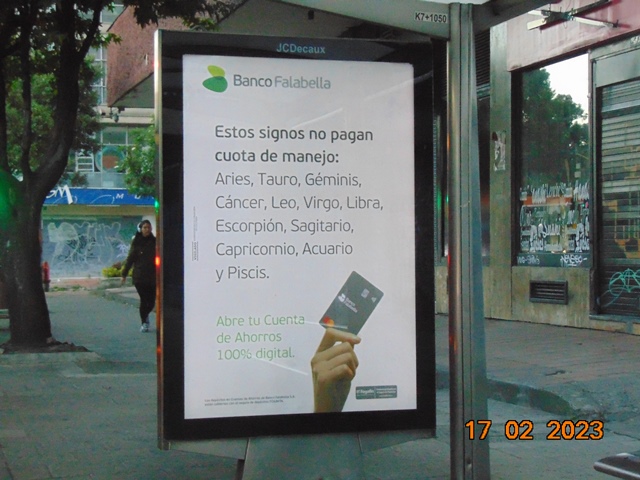 K7+1050
JCDecaux
Banco Falabella
Estos signos no pagan
cuota de manejo:
Aries, Tauro, Géminis,
Cáncer, Leo, Virgo, Libra,
Escorpión, Sagitario,
Capricornio, Acuario
y Piscis.
Abre tu Cuenta
de Ahorros
100% digital.
17 02 2023